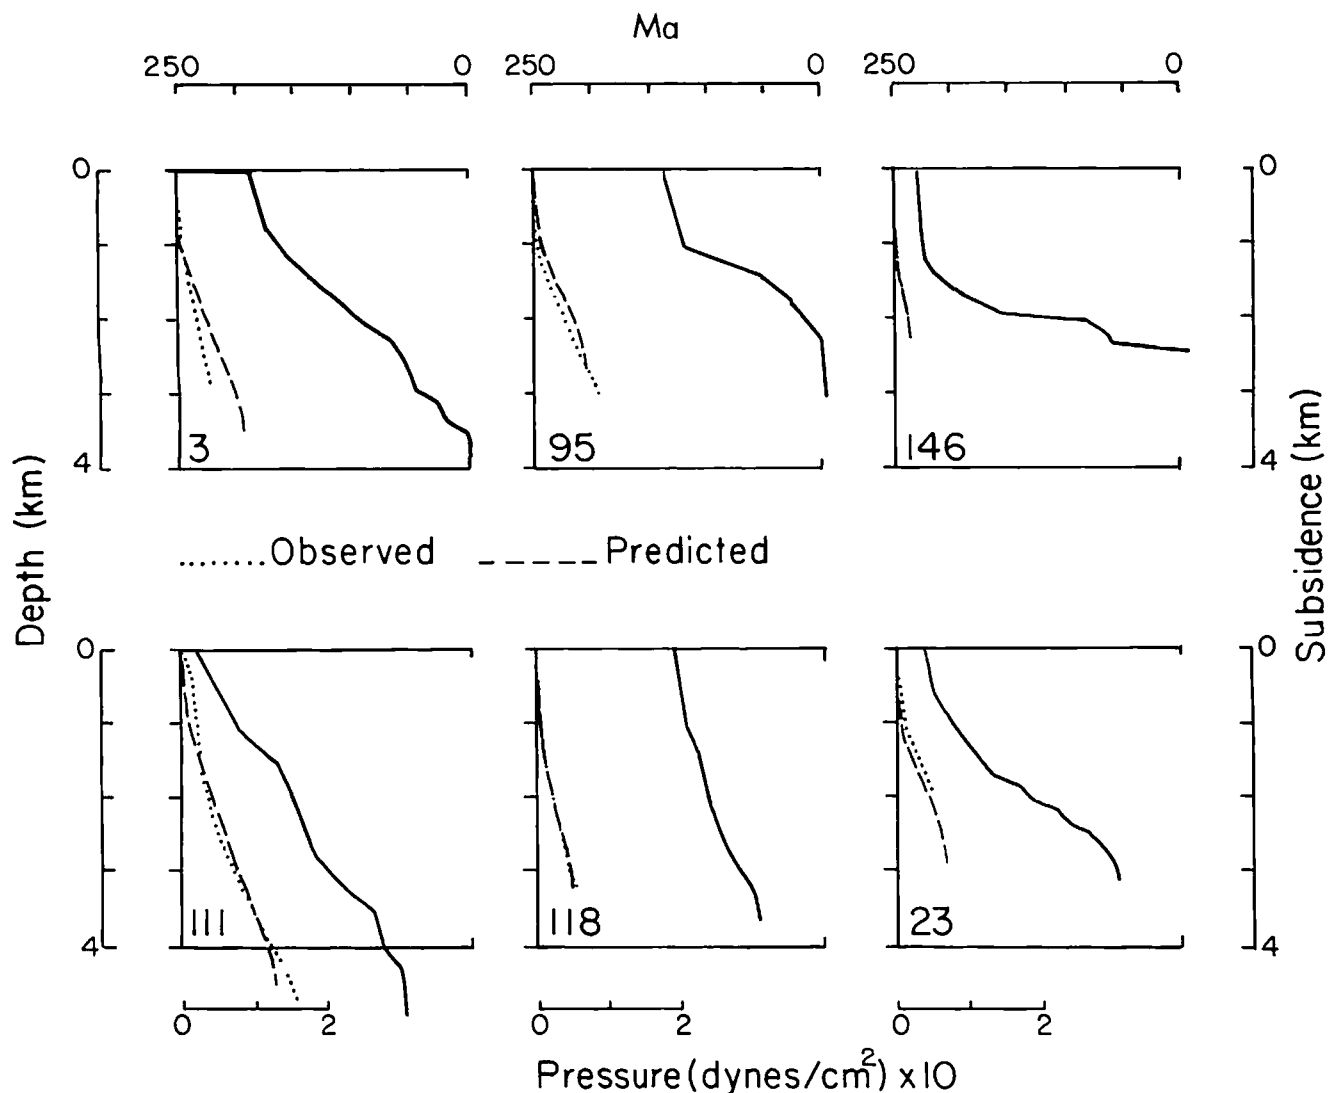 Ma
250 0 250 0 250 0
0 0
3 95 146
4 4
Depth (km)
Subsidence (km)
Observed Predicted
0 0
111 118 23
4 4
0 2 0 2 0 2
Pressure (dynes/cm²) x10